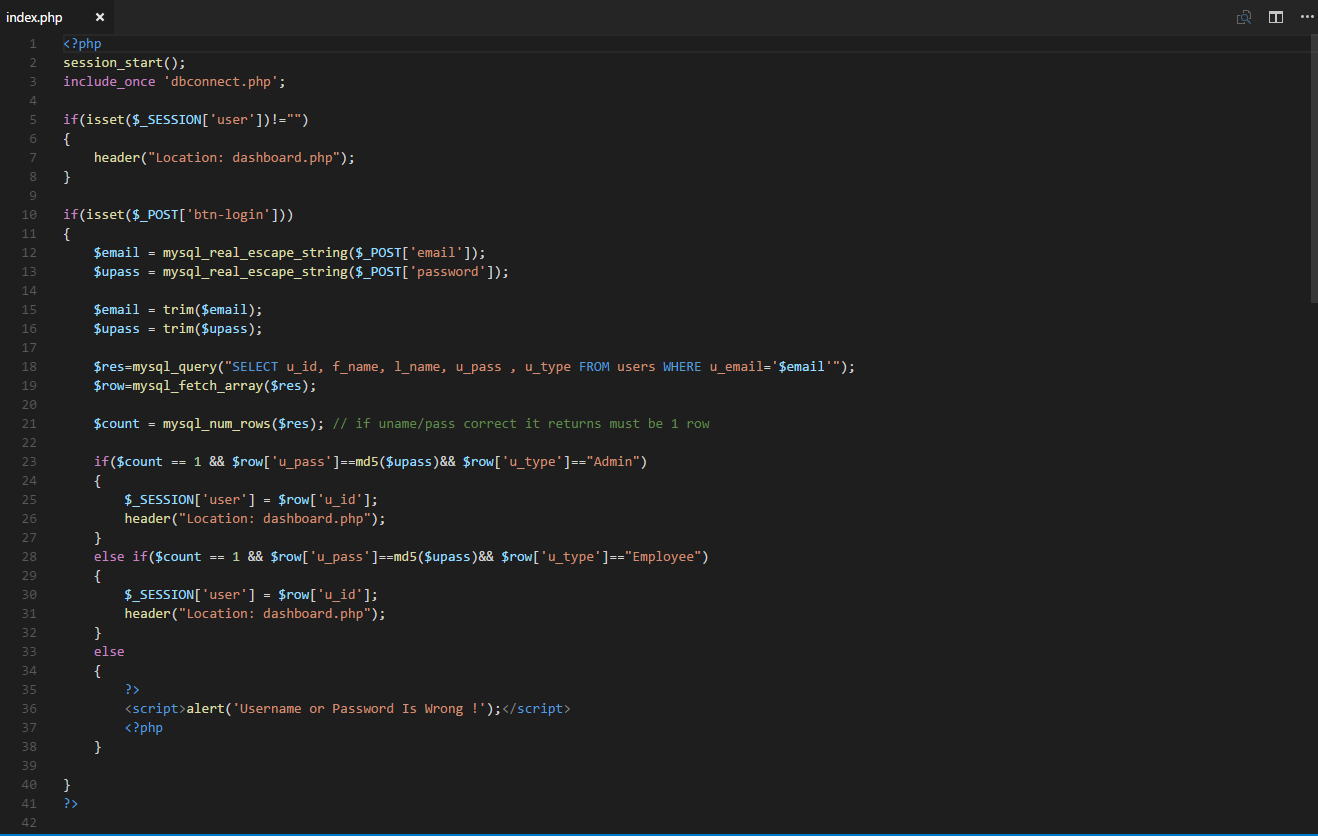 index.php
1 <?php
2 session_start();
3 include_once 'dbconnect.php';
4
5 if(isset($_SESSION['user'])!="")
6 {
7     header("Location: dashboard.php");
8 }
9
10 if(isset($_POST['btn-login']))
11 {
12     $email = mysql_real_escape_string($_POST['email']);
13     $upass = mysql_real_escape_string($_POST['password']);
14
15     $email = trim($email);
16     $upass = trim($upass);
17
18     $res=mysql_query("SELECT u_id, f_name, l_name, u_pass , u_type FROM users WHERE u_email='$email'");
19     $row=mysql_fetch_array($res);
20
21     $count = mysql_num_rows($res); // if uname/pass correct it returns must be 1 row
22
23     if($count == 1 && $row['u_pass']==md5($upass)&& $row['u_type']=="Admin")
24     {
25         $_SESSION['user'] = $row['u_id'];
26         header("Location: dashboard.php");
27     }
28     else if($count == 1 && $row['u_pass']==md5($upass)&& $row['u_type']=="Employee")
29     {
30         $_SESSION['user'] = $row['u_id'];
31         header("Location: dashboard.php");
32     }
33     else
34     {
35         ?>
36         <script>alert('Username or Password Is Wrong !');</script>
37         <?php
38     }
39
40 }
41 ?>
42